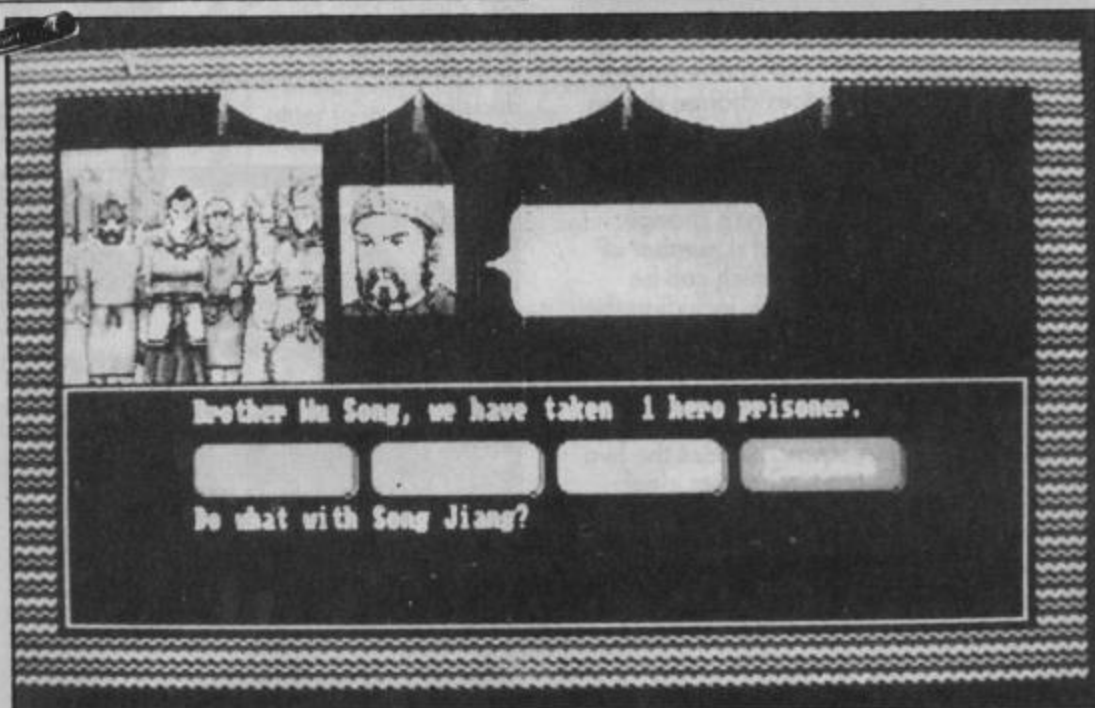 Brother Wu Song, we have taken 1 hero prisoner.
Do what with Song Jiang?